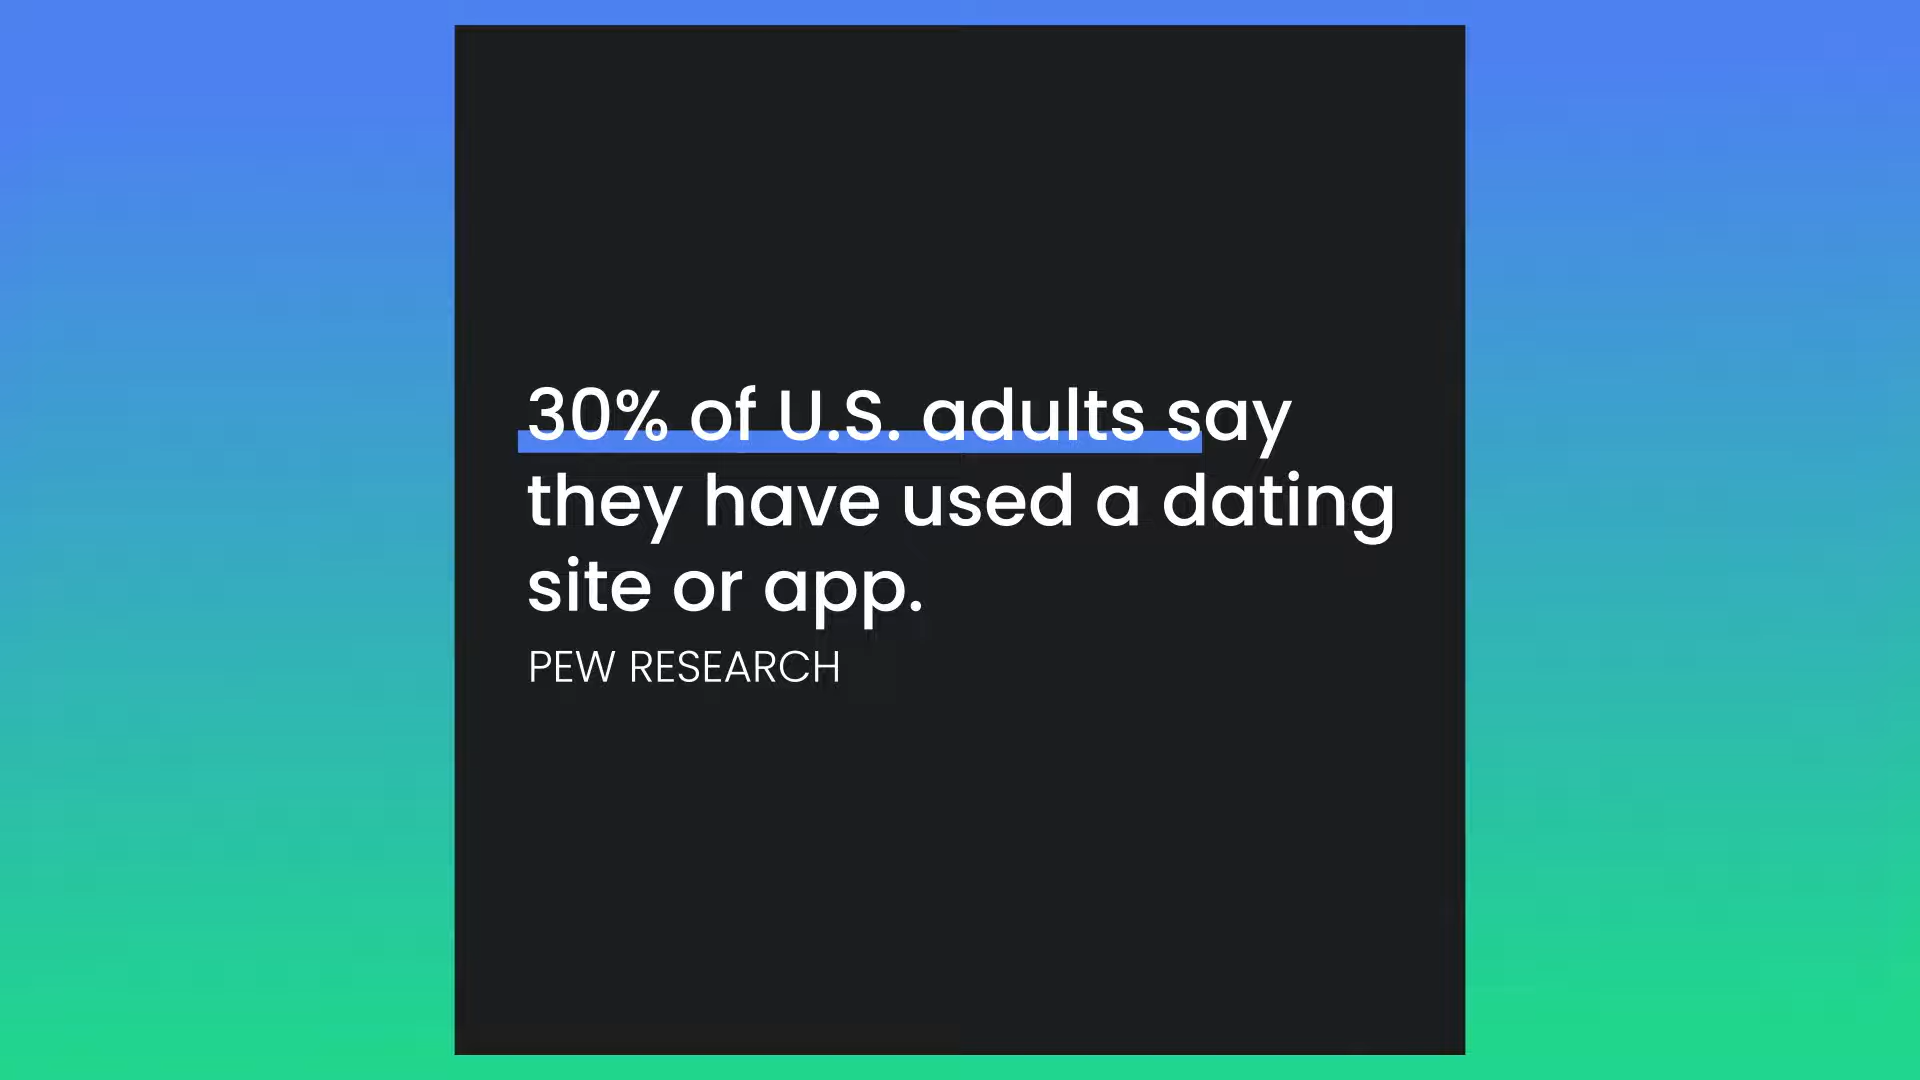 30% of U.S. adults say
they have used a dating
site or app.
PEW RESEARCH